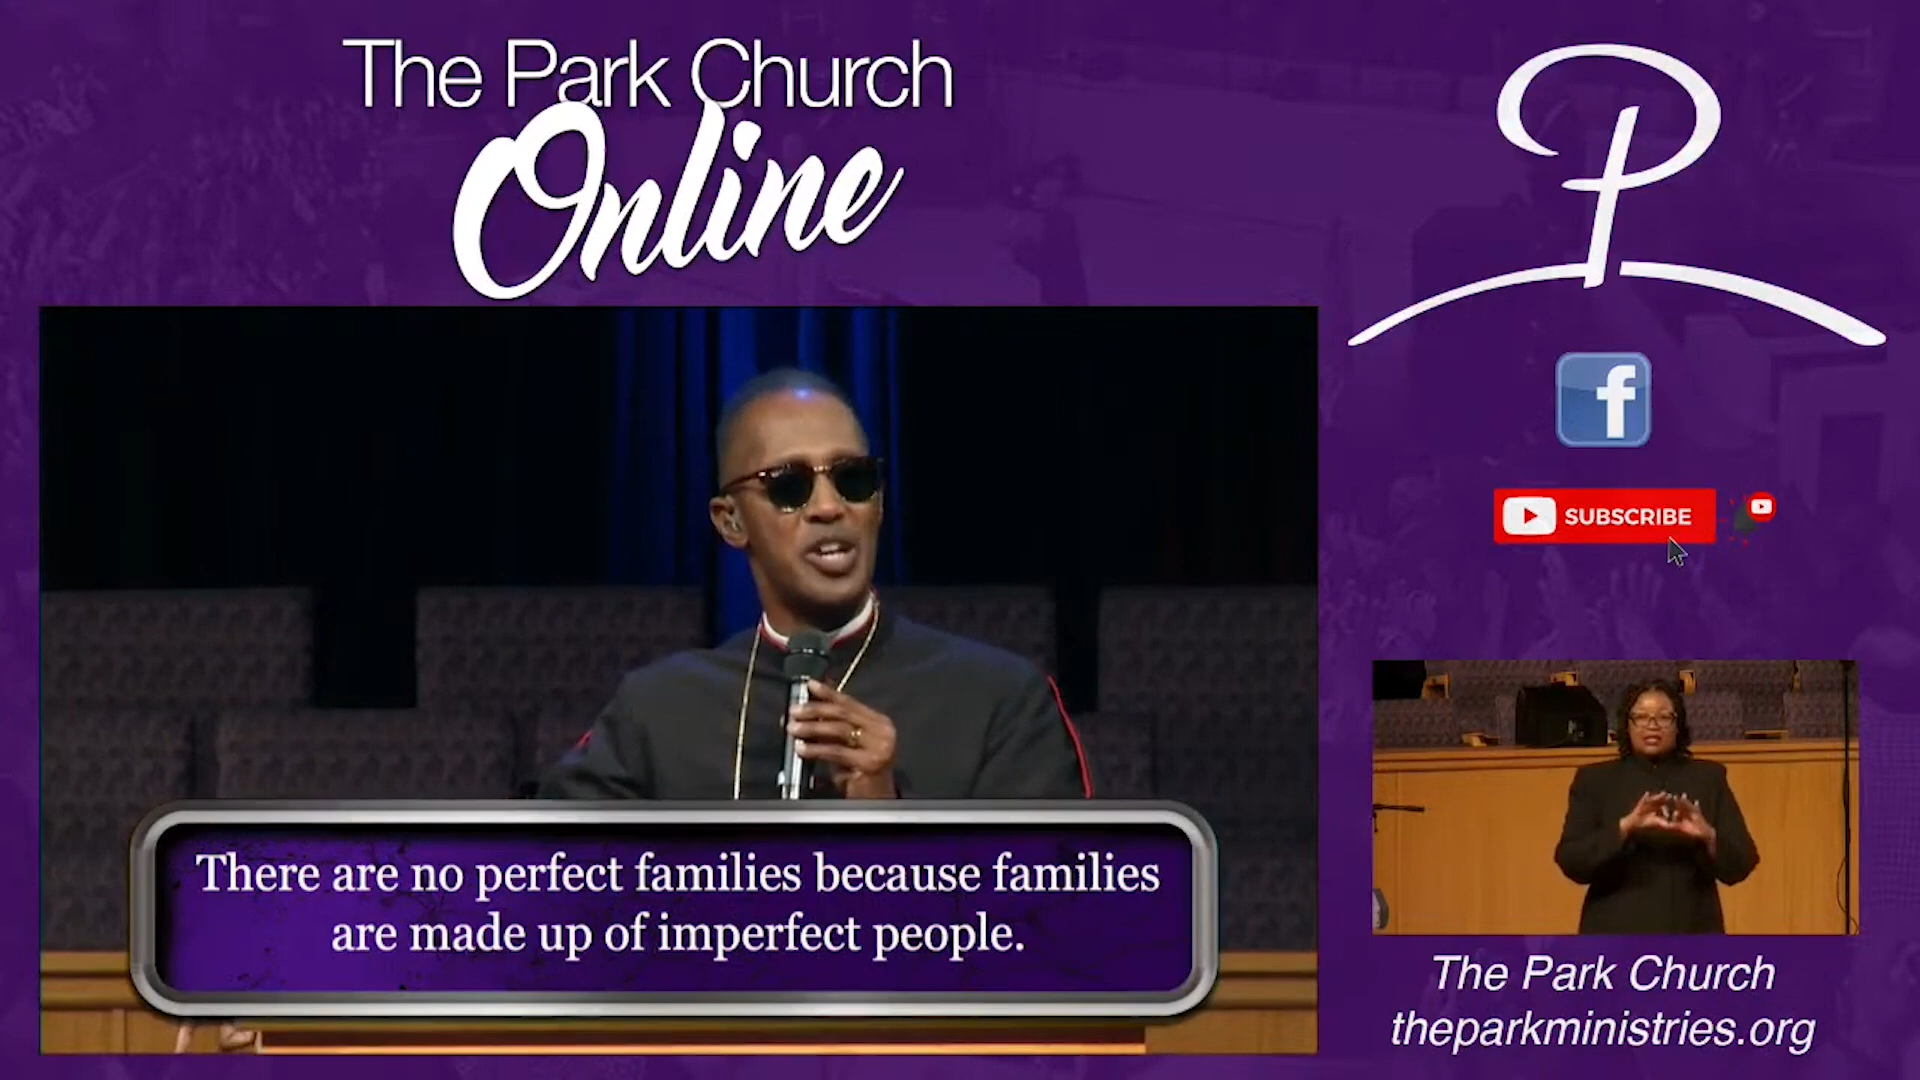 The Park Church
Online
There are no perfect families because families
are made up of imperfect people.
SUBSCRIBE
The Park Church
theparkministries.org